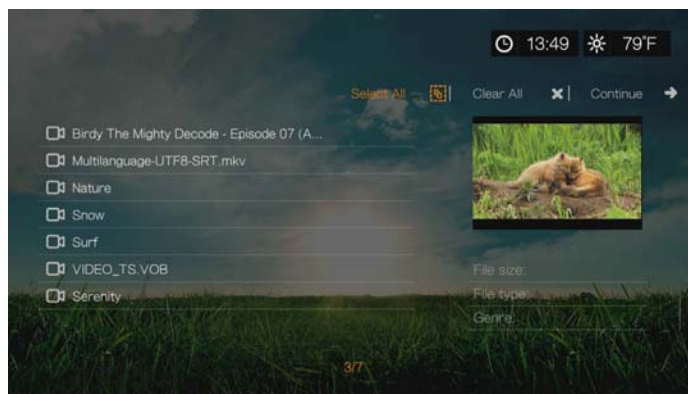 13:49 79°F
Select All Clear All Continue
Birdy The Mighty Decode - Episode 07 (A...
Multilanguage-UTF8-SRT.mkv
Nature
Snow
Surf
VIDEO_TS.VOB
Serenity
File size:
File type:
Genre:
3/7